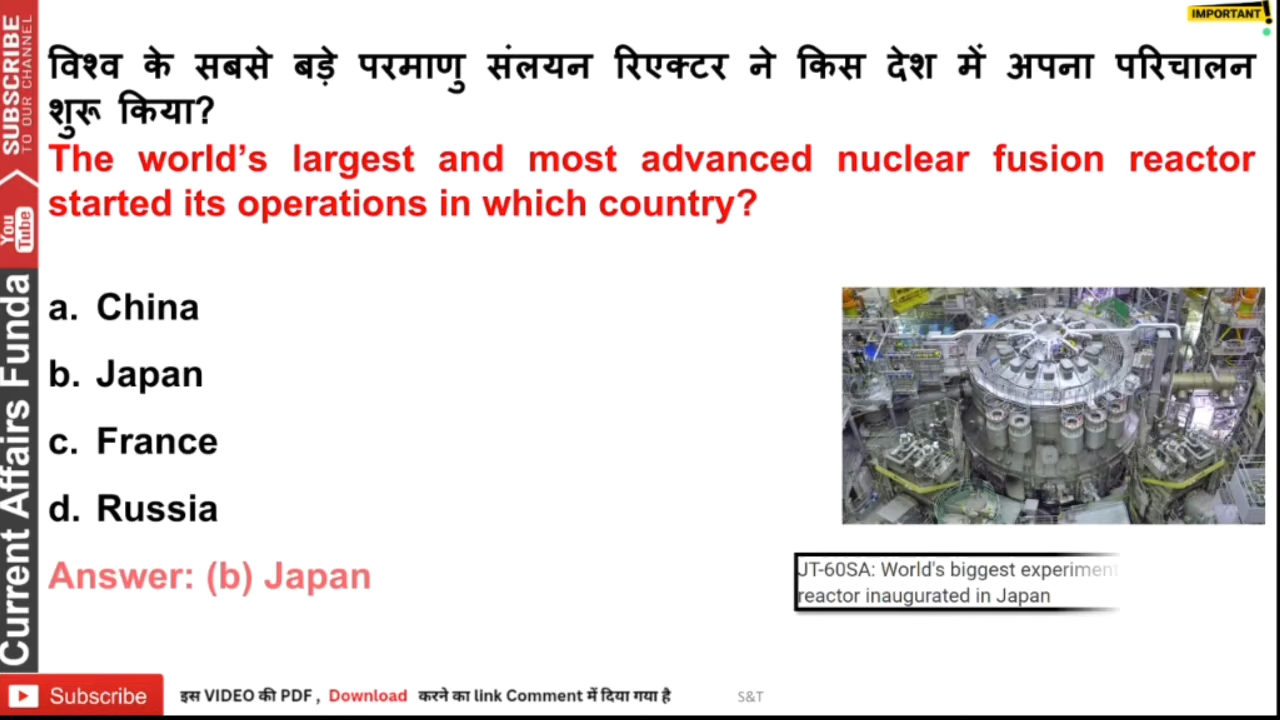 IMPORTANT!
SUBSCRIBE
TO OUR CHANNEL
You
Tube
Current Affairs Funda
विश्व के सबसे बड़े परमाणु संलयन रिएक्टर ने किस देश में अपना परिचालन
शुरू किया?
The world’s largest and most advanced nuclear fusion reactor
started its operations in which country?
a. China
b. Japan
c. France
d. Russia
Answer: (b) Japan
JT-60SA: World's biggest experiment
reactor inaugurated in Japan
Subscribe
इस VIDEO की PDF , Download करने का link Comment में दिया गया है
S&T